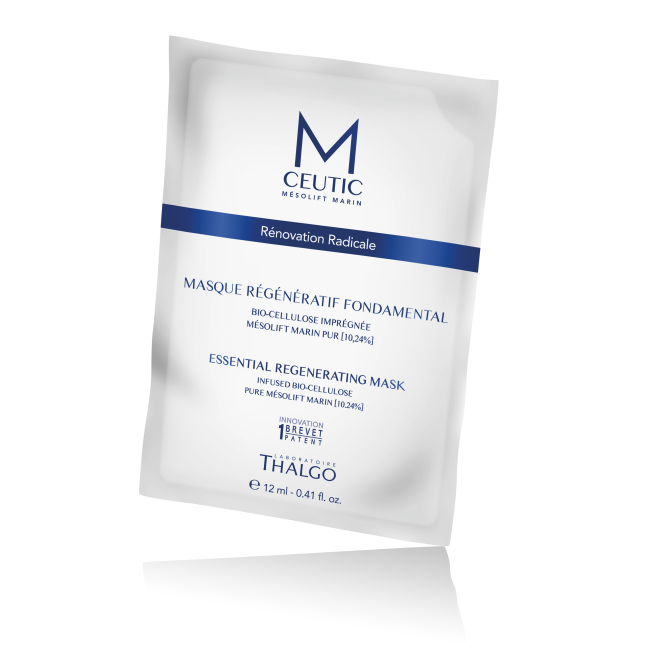 M
CEUTIC
MÉSOLIFT MARIN
Rénovation Radicale
MASQUE RÉGÉNÉRATIF FONDAMENTAL
BIO-CELLULOSE IMPRÉGNÉE
MÉSOLIFT MARIN PUR [10,24%]
ESSENTIAL REGENERATING MASK
INFUSED BIO-CELLULOSE
PURE MÉSOLIFT MARIN [10.24%]
INNOVATION
1 BREVET
PATENT
LABORATOIRE
THALGO
℮ 12 ml - 0.41 fl. oz.